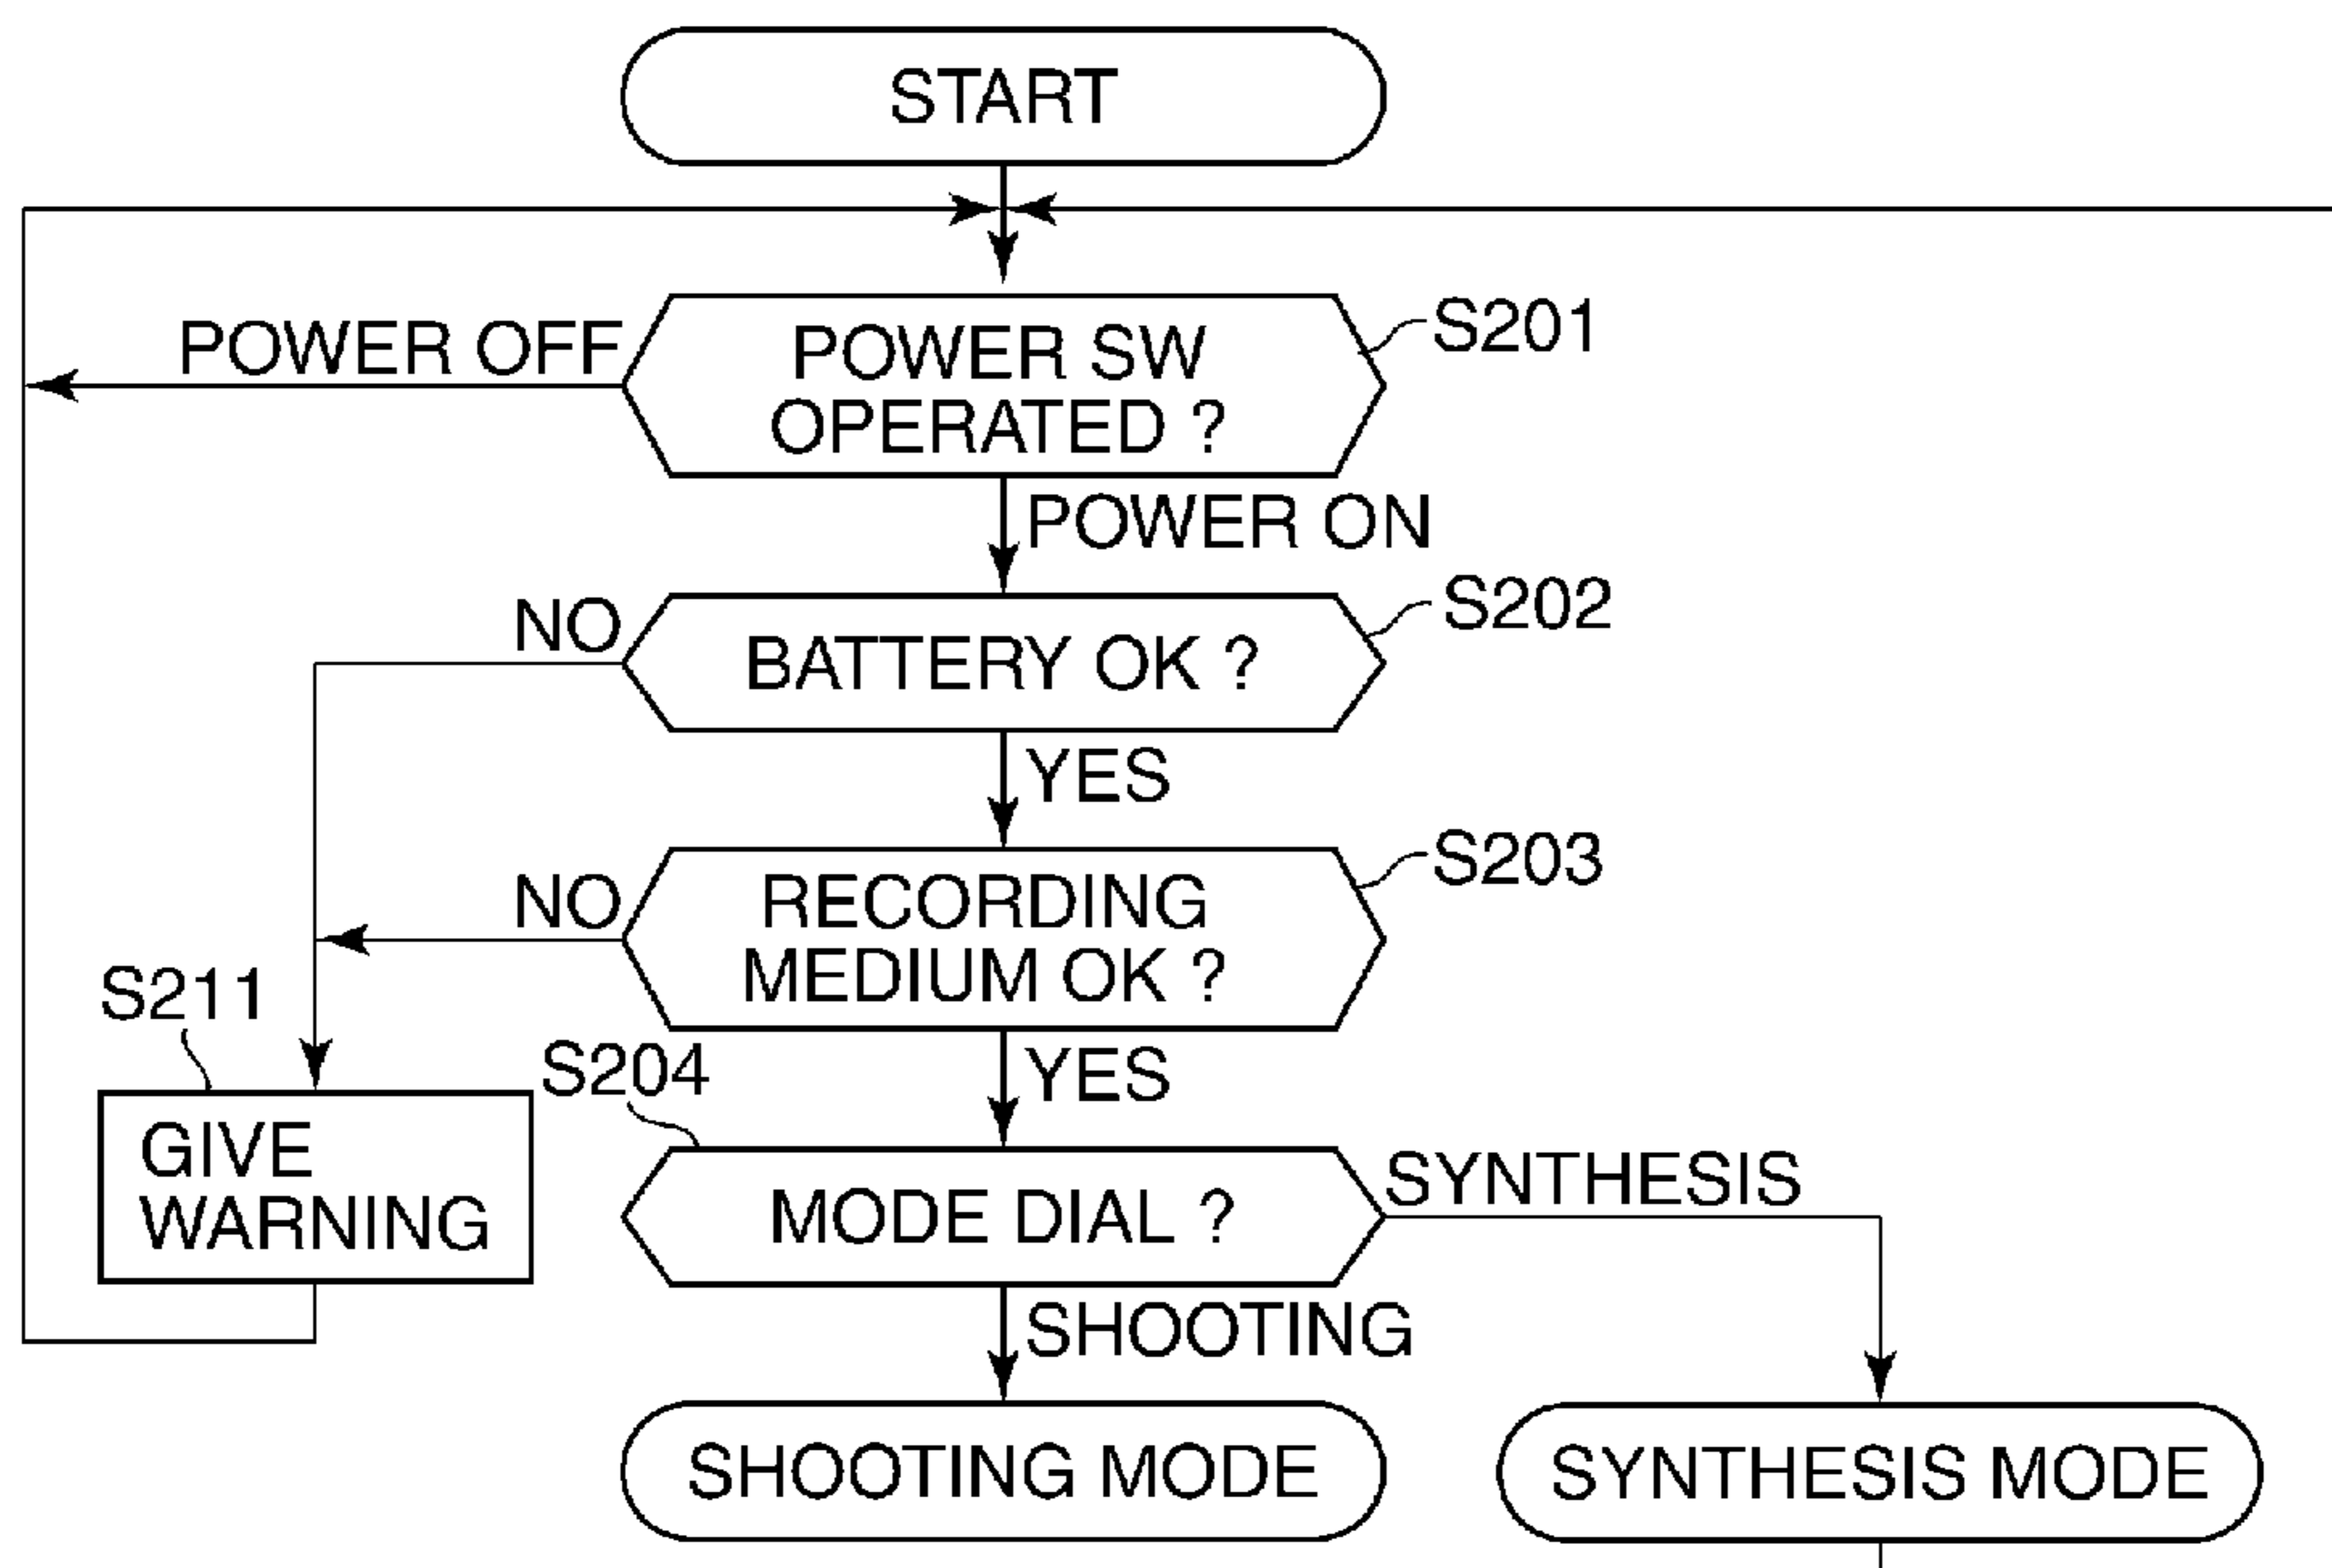 START
POWER OFF
POWER SW
OPERATED ?
S201
POWER ON
NO
BATTERY OK ?
S202
YES
NO
RECORDING
MEDIUM OK ?
S203
S211
GIVE
WARNING
S204
YES
MODE DIAL ?
SYNTHESIS
SHOOTING
SHOOTING MODE
SYNTHESIS MODE